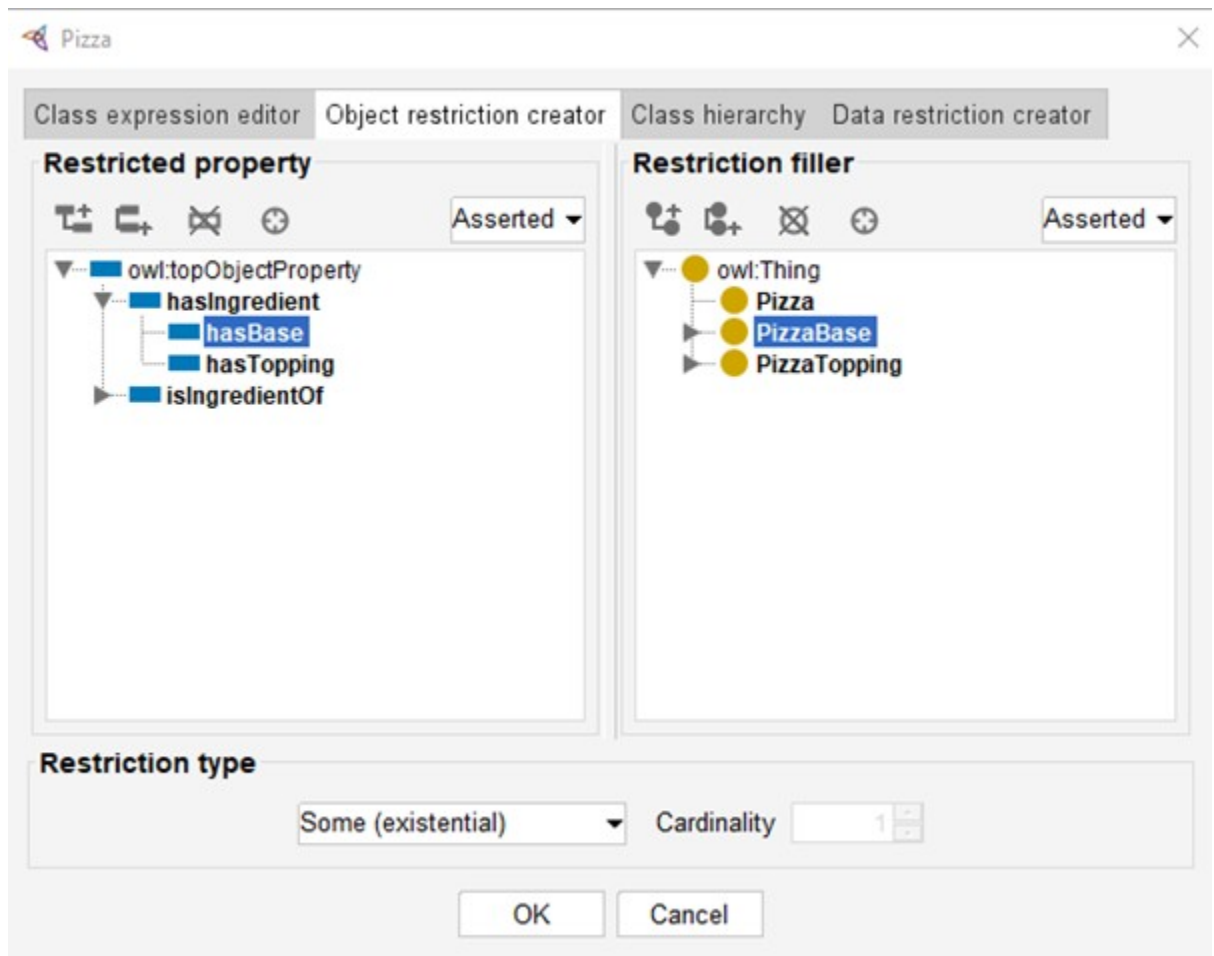 Pizza
Class expression editor Object restriction creator Class hierarchy Data restriction creator
Restricted property
Asserted
owl:topObjectProperty
hasIngredient
hasBase
hasTopping
isIngredientOf
Restriction filler
Asserted
owl:Thing
Pizza
PizzaBase
PizzaTopping
Restriction type
Some (existential) Cardinality 1
OK Cancel